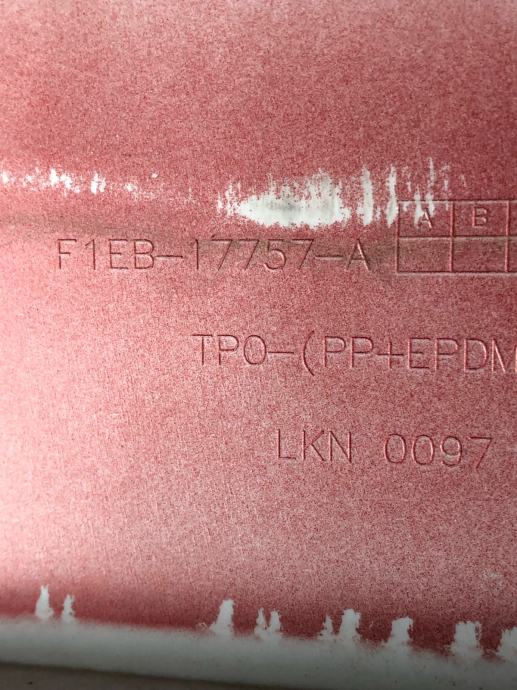 A B
F1EB-17757-A
TPO-(PP+EPDM
LKN 0097